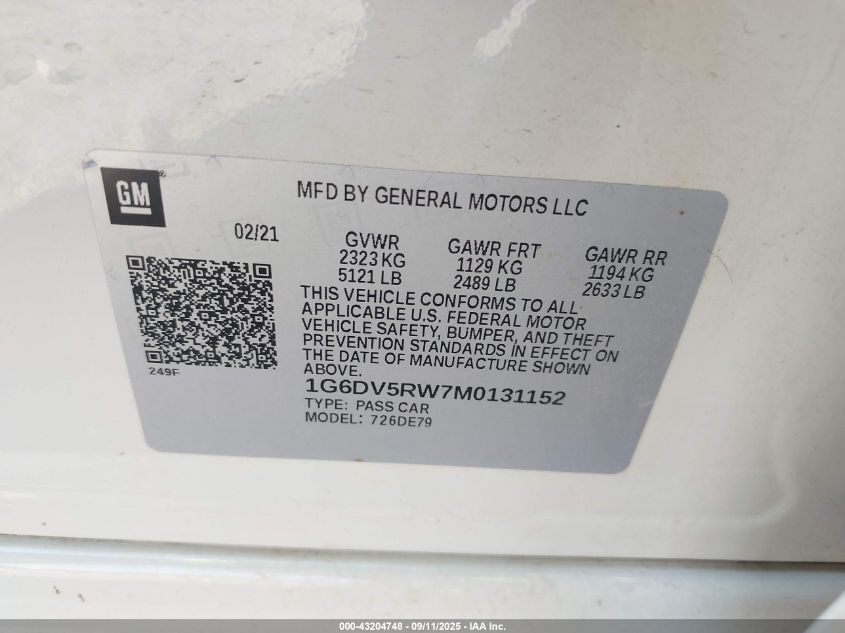 GM
MFD BY GENERAL MOTORS LLC
02/21
GVWR
2323 KG
5121 LB
GAWR FRT
1129 KG
2489 LB
GAWR RR
1194 KG
2633 LB
THIS VEHICLE CONFORMS TO ALL
APPLICABLE U.S. FEDERAL MOTOR
VEHICLE SAFETY, BUMPER, AND THEFT
PREVENTION STANDARDS IN EFFECT ON
THE DATE OF MANUFACTURE SHOWN
ABOVE.
249F
1G6DV5RW7M0131152
TYPE: PASS CAR
MODEL: 726DE79
000-43204748 - 09/11/2025 - IAA Inc.